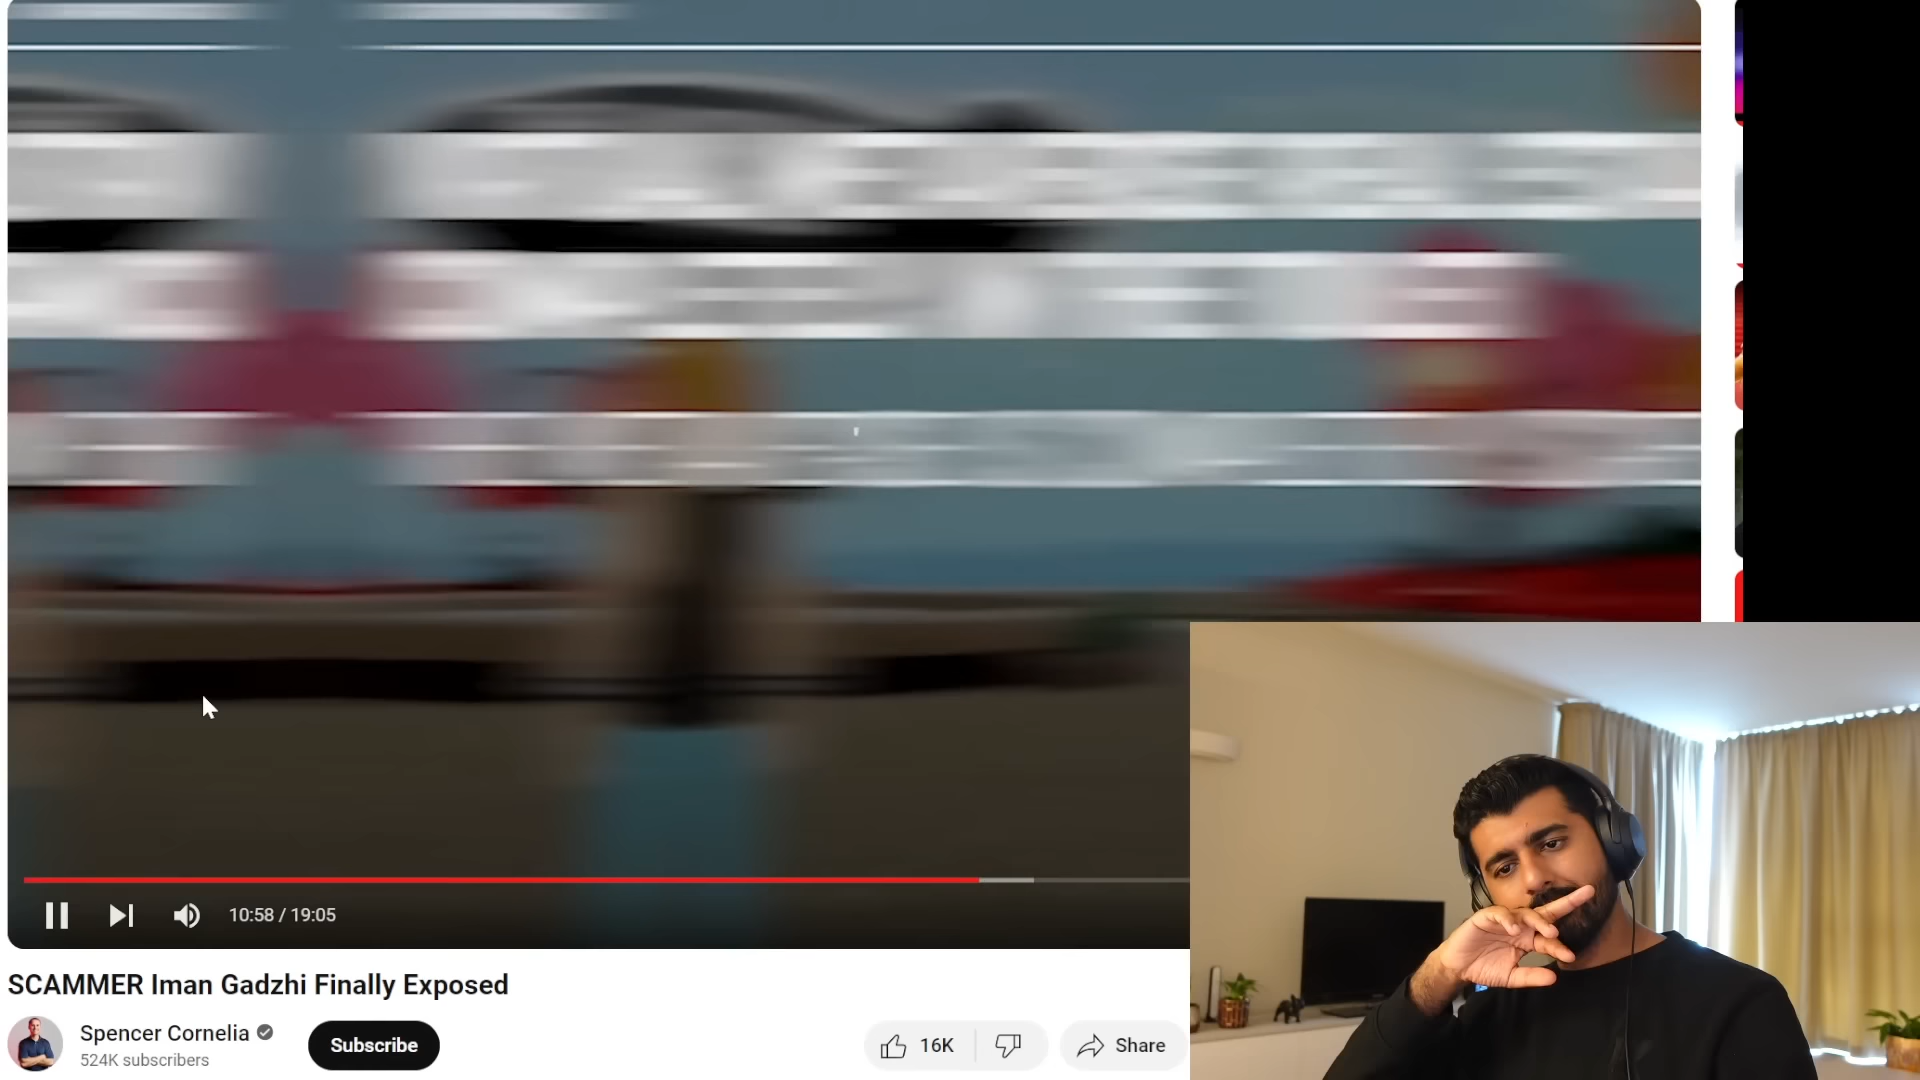 10:58 / 19:05
SCAMMER Iman Gadzhi Finally Exposed
Spencer Cornelia
524K subscribers
Subscribe
16K
Share